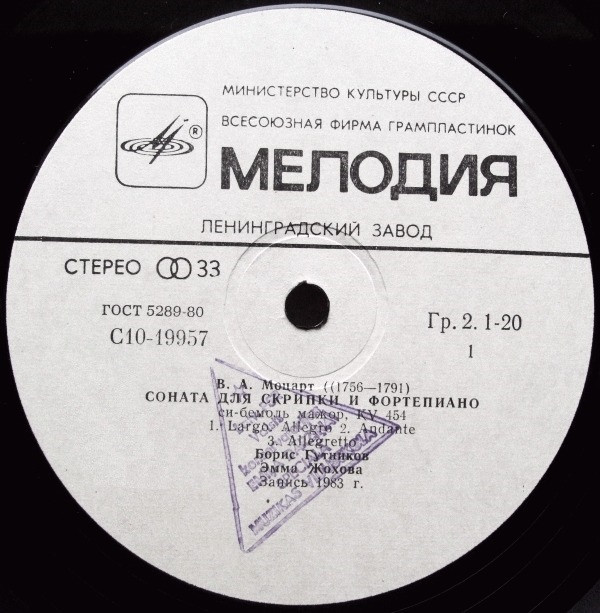 МИНИСТЕРСТВО КУЛЬТУРЫ СССР
ВСЕСОЮЗНАЯ ФИРМА ГРАМПЛАСТИНОК
®
МЕЛОДИЯ
ЛЕНИНГРАДСКИЙ ЗАВОД
СТЕРЕО 33
ГОСТ 5289-80
С10-19957
Гр. 2. 1-20
1
В. А. Моцарт ((1756—1791)
СОНАТА ДЛЯ СКРИПКИ И ФОРТЕПИАНО
си-бемоль мажор, KV 454
1. Largo. Allegro 2. Andante
3. Allegretto
Борис Гутников
Эмма Жохова
Запись 1983 г.
MUZIKAS